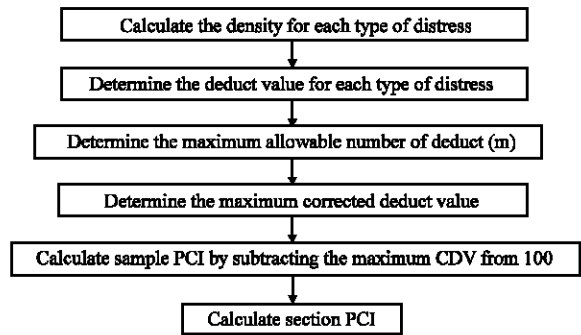 Calculate the density for each type of distress
Determine the deduct value for each type of distress
Determine the maximum allowable number of deduct (m)
Determine the maximum corrected deduct value
Calculate sample PCI by subtracting the maximum CDV from 100
Calculate section PCI